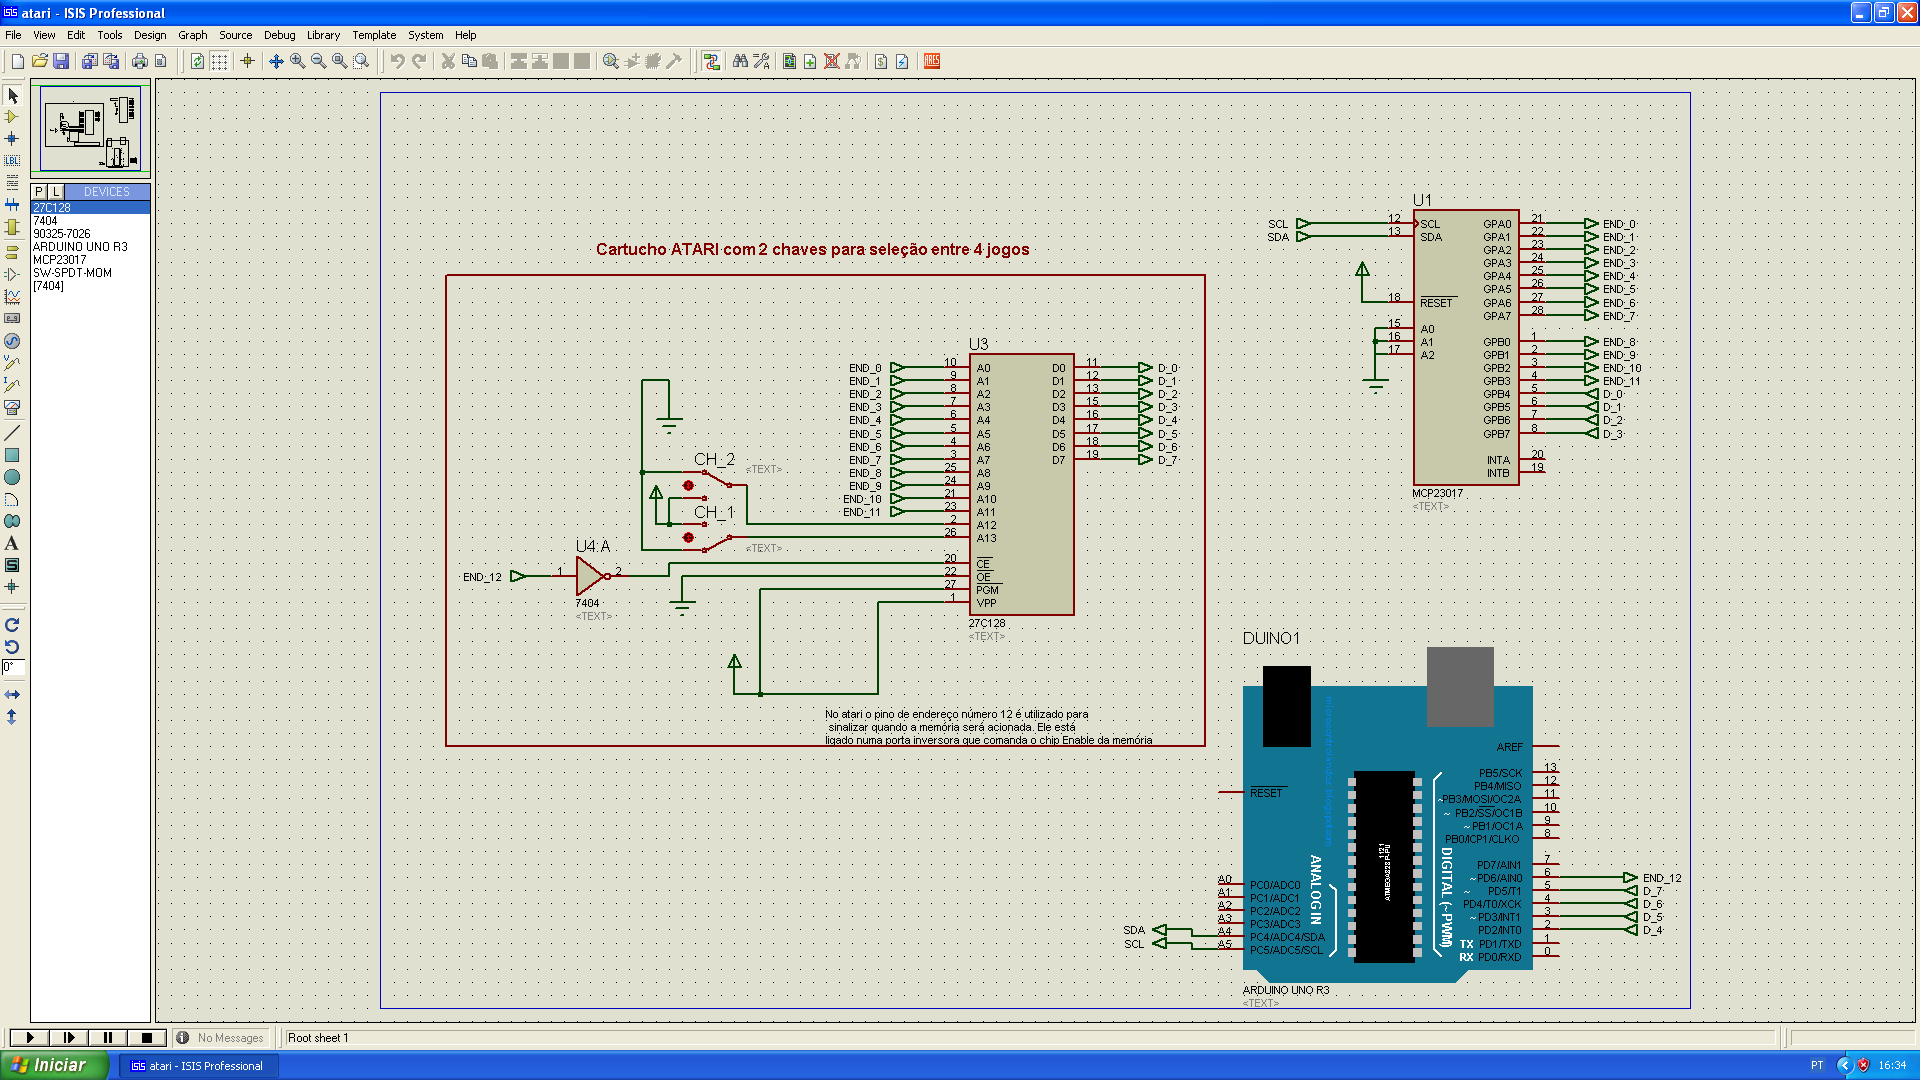 atari - ISIS Professional
File View Edit Tools Design Graph Source Debug Library Template System Help
P L DEVICES
27C128
7404
90325-7026
ARDUINO UNO R3
MCP23017
SW-SPDT-MOM
[7404]
0°
Cartucho ATARI com 2 chaves para seleção entre 4 jogos
U3
END_0 10 A0 D0 11 D_0
END_1 9 A1 D1 12 D_1
END_2 8 A2 D2 13 D_2
END_3 7 A3 D3 15 D_3
END_4 6 A4 D4 16 D_4
END_5 5 A5 D5 17 D_5
END_6 4 A6 D6 18 D_6
END_7 3 A7 D7 19 D_7
END_8 25 A8
END_9 24 A9
END_10 21 A10
END_11 23 A11
2 A12
26 A13
20 CE
22 OE
27 PGM
1 VPP
27C128
<TEXT>
CH_2
<TEXT>
CH_1
<TEXT>
U4:A
END_12 1 2
7404
<TEXT>
No atari o pino de endereço número 12 é utilizado para
sinalizar quando a memória será acionada. Ele está
ligado numa porta inversora que comanda o chip Enable da memória
U1
SCL 12 SCL GPA0 21 END_0
SDA 13 SDA GPA1 22 END_1
GPA2 23 END_2
GPA3 24 END_3
GPA4 25 END_4
GPA5 26 END_5
18 RESET GPA6 27 END_6
GPA7 28 END_7
15 A0
16 A1 GPB0 1 END_8
17 A2 GPB1 2 END_9
GPB2 3 END_10
GPB3 4 END_11
GPB4 5 D_0
GPB5 6 D_1
GPB6 7 D_2
GPB7 8 D_3
INTA 20
INTB 19
MCP23017
<TEXT>
DUINO1
microcontrolandos.blogspot.com
AREF
RESET
PB5/SCK 13
PB4/MISO 12
~PB3/MOSI/OC2A 11
~ PB2/SS/OC1B 10
~ PB1/OC1A 9
PB0/ICP1/CLKO 8
PD7/AIN1 7
~ PD6/AIN0 6 END_12
~ PD5/T1 5 D_7
PD4/T0/XCK 4 D_6
~ PD3/INT1 3 D_5
PD2/INT0 2 D_4
TX PD1/TXD 1
RX PD0/RXD 0
DIGITAL (~PWM)
ANALOG IN
1121
ATMEGA328P-PU
A0 PC0/ADC0
A1 PC1/ADC1
A2 PC2/ADC2
A3 PC3/ADC3
SDA A4 PC4/ADC4/SDA
SCL A5 PC5/ADC5/SCL
ARDUINO UNO R3
<TEXT>
No Messages Root sheet 1
Iniciar atari - ISIS Professional PT 16:34